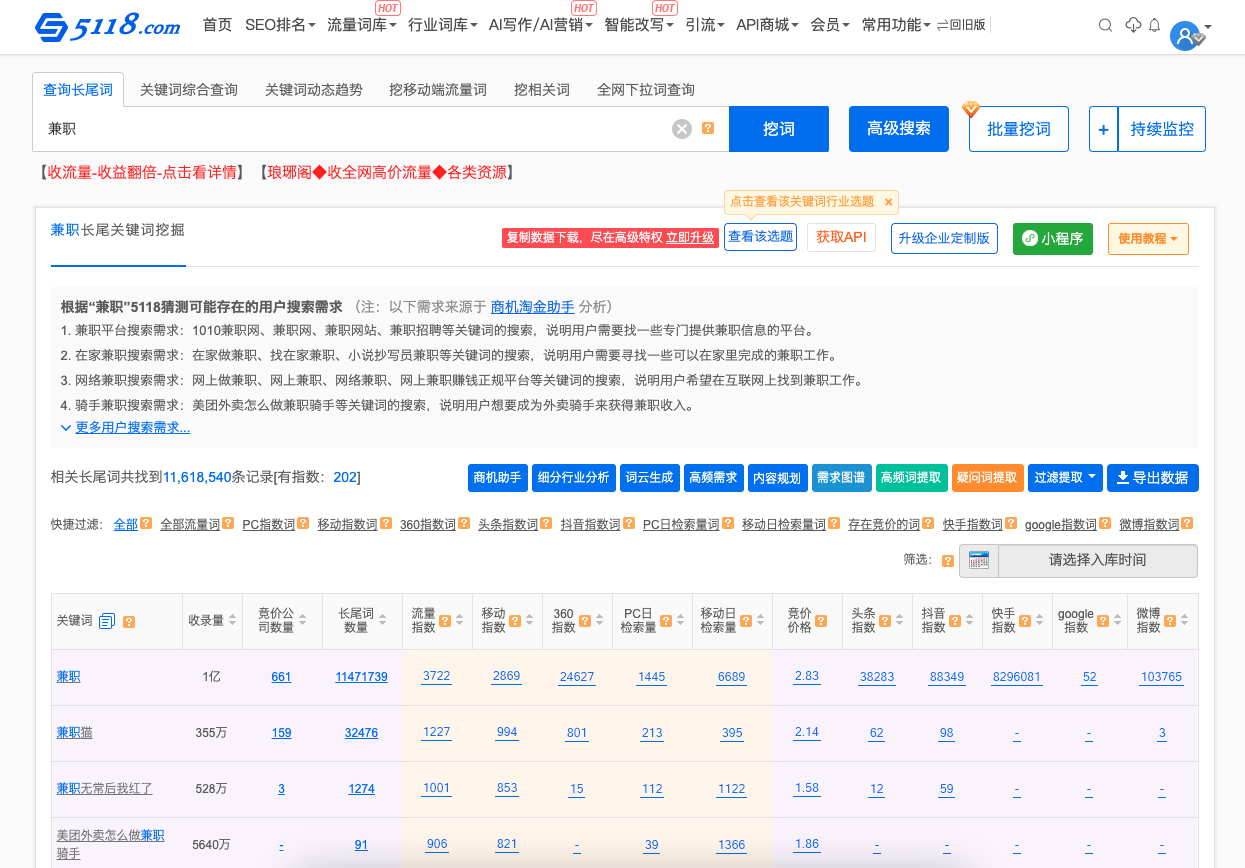 5118.com
首页 SEO排名 流量词库 HOT 行业词库 AI写作/AI营销 HOT 智能改写 HOT 引流 API商城 会员 常用功能 回旧版
查询长尾词 关键词综合查询 关键词动态趋势 挖移动端流量词 挖相关词 全网下拉词查询
兼职 ? 挖词 高级搜索 批量挖词 + 持续监控
【收流量-收益翻倍-点击看详情】 【琅琊阁◆收全网高价流量◆各类资源】
点击查看该关键词行业选题 ×
兼职长尾关键词挖掘 复制数据下载，尽在高级特权 立即升级 查看该选题 获取API 升级企业定制版 小程序 使用教程
根据“兼职”5118猜测可能存在的用户搜索需求 （注：以下需求来源于 商机淘金助手 分析）
1. 兼职平台搜索需求：1010兼职网、兼职网、兼职网站、兼职招聘等关键词的搜索，说明用户需要找一些专门提供兼职信息的平台。
2. 在家兼职搜索需求：在家做兼职、找在家兼职、小说抄写员兼职等关键词的搜索，说明用户需要寻找一些可以在家里完成的兼职工作。
3. 网络兼职搜索需求：网上做兼职、网上兼职、网络兼职、网上兼职赚钱正规平台等关键词的搜索，说明用户希望在互联网上找到兼职工作。
4. 骑手兼职搜索需求：美团外卖怎么做兼职骑手等关键词的搜索，说明用户想要成为外卖骑手来获得兼职收入。
更多用户搜索需求...
相关长尾词共找到11,618,540条记录[有指数：202] 商机助手 细分行业分析 词云生成 高频需求 内容规划 需求图谱 高频词提取 疑问词提取 过滤提取 导出数据
快捷过滤： 全部? 全部流量词? PC指数词? 移动指数词? 360指数词? 头条指数词? 抖音指数词? PC日检索量词? 移动日检索量词? 存在竞价的词? 快手指数词? google指数词? 微博指数词?
筛选： ? 请选择入库时间
关键词 ? 收录量 竞价公司数量 长尾词数量 流量指数? 移动指数? 360指数? PC日检索量? 移动日检索量? 竞价价格? 头条指数? 抖音指数? 快手指数? google指数? 微博指数?
兼职 1亿 661 11471739 3722 2869 24627 1445 6689 2.83 38283 88349 8296081 52 103765
兼职猫 355万 159 32476 1227 994 801 213 395 2.14 62 98 - - 3
兼职无常后我红了 528万 3 1274 1001 853 15 112 1122 1.58 12 59 - - -
美团外卖怎么做兼职骑手 5640万 - 91 906 821 - 39 1366 1.86 - - - - -